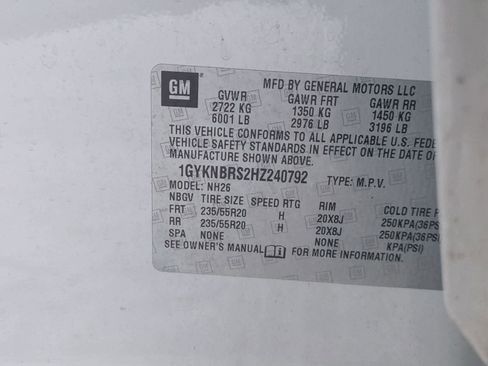 GM
MFD BY GENERAL MOTORS LLC
GVWR GAWR FRT GAWR RR
2722 KG 1350 KG 1450 KG
6001 LB 2976 LB 3196 LB
THIS VEHICLE CONFORMS TO ALL APPLICABLE U.S. FEDE
VEHICLE SAFETY STANDARDS IN EFFECT ON THE DATE OF
MANUFACTURE SHOWN ABOVE.
1GYKNBRS2HZ240792 TYPE: M.P.V.
MODEL: NH26
NBGV TIRE SIZE SPEED RTG RIM COLD TIRE P
FRT 235/55R20 H 20X8J 250KPA(36PS
RR 235/55R20 H 20X8J 250KPA(36PSI
SPA NONE NONE KPA(PSI)
SEE OWNER'S MANUAL FOR MORE INFORMATION.